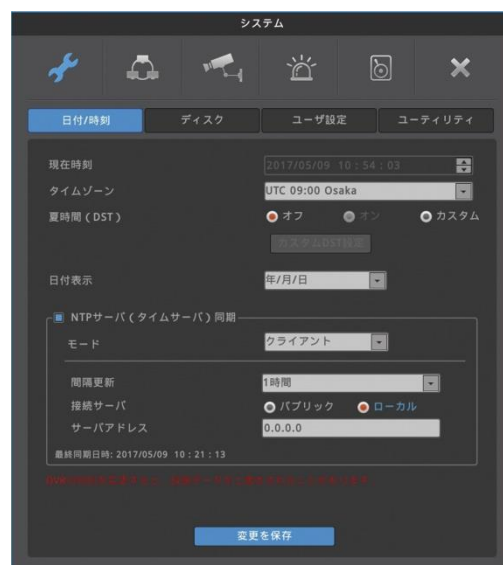 システム
日付/時刻 ディスク ユーザ設定 ユーティリティ
現在時刻 2017/05/09 10 : 54 : 03
タイムゾーン UTC 09:00 Osaka
夏時間 ( DST ) オフ オン カスタム
カスタムDST設定
日付表示 年/月/日
NTPサーバ ( タイムサーバ ) 同期
モード クライアント
間隔更新 1時間
接続サーバ パブリック ローカル
サーバアドレス 0.0.0.0
最終同期日時: 2017/05/09 10 : 21 : 13
変更を保存